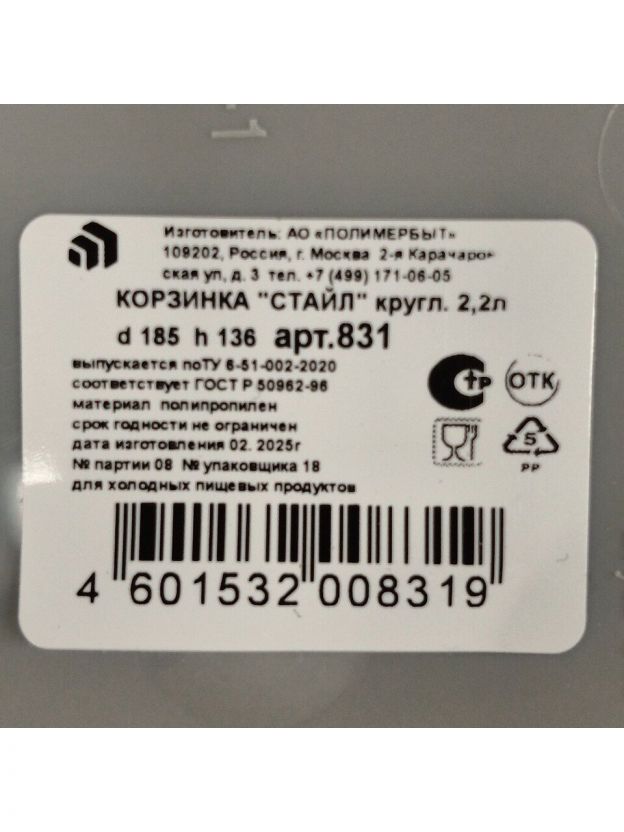 1
Изготовитель: АО «ПОЛИМЕРБЫТ»
109202, Россия, г. Москва 2-я Карачаров-
ская ул, д. 3 тел. +7 (499) 171-06-05
КОРЗИНКА "СТАЙЛ" кругл. 2,2л
d 185 h 136 арт.831
выпускается поТУ 6-51-002-2020
соответствует ГОСТ Р 50962-96
материал полипропилен
срок годности не ограничен
дата изготовления 02. 2025г
№ партии 08 № упаковщика 18
для холодных пищевых продуктов
СТР ОТК
5
PP
4 601532 008319